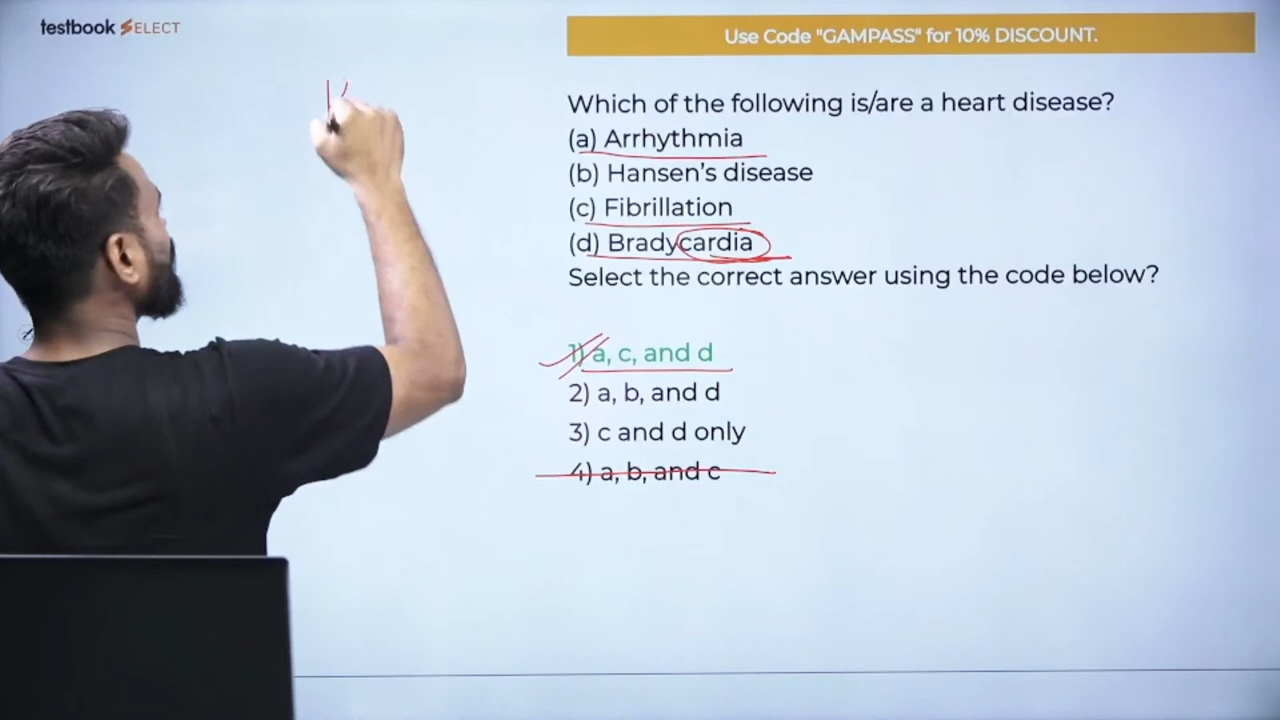 testbook SELECT
Use Code "GAMPASS" for 10% DISCOUNT.
Which of the following is/are a heart disease?
(a) Arrhythmia
(b) Hansen's disease
(c) Fibrillation
(d) Bradycardia
Select the correct answer using the code below?
1) a, c, and d
2) a, b, and d
3) c and d only
4) a, b, and c